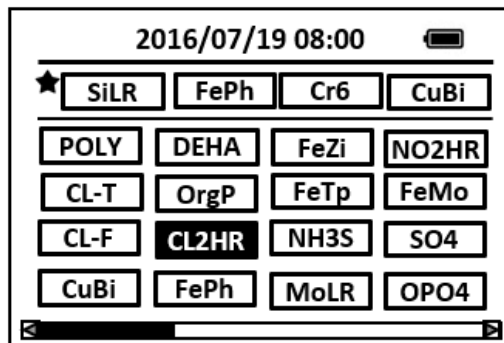 2016/07/19 08:00
SiLR FePh Cr6 CuBi
POLY DEHA FeZi NO2HR
CL-T OrgP FeTp FeMo
CL-F CL2HR NH3S SO4
CuBi FePh MoLR OPO4